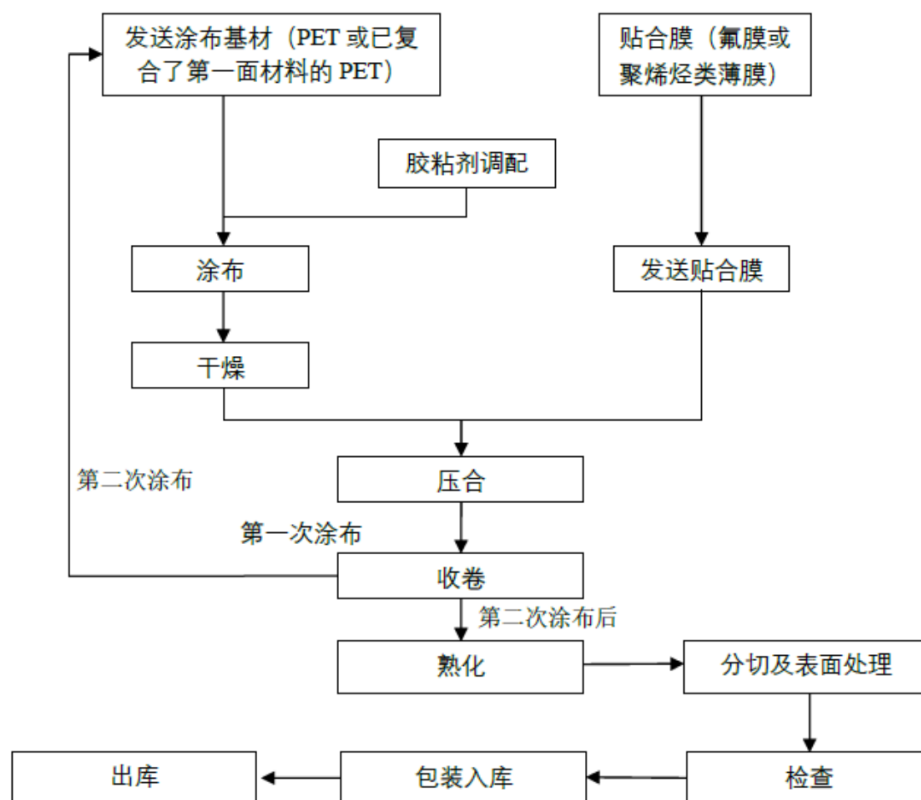 发送涂布基材（PET 或已复
合了第一面材料的 PET）
贴合膜（氟膜或
聚烯烃类薄膜）
胶粘剂调配
涂布
发送贴合膜
干燥
第二次涂布
压合
第一次涂布
收卷
第二次涂布后
熟化
分切及表面处理
出库
包装入库
检查